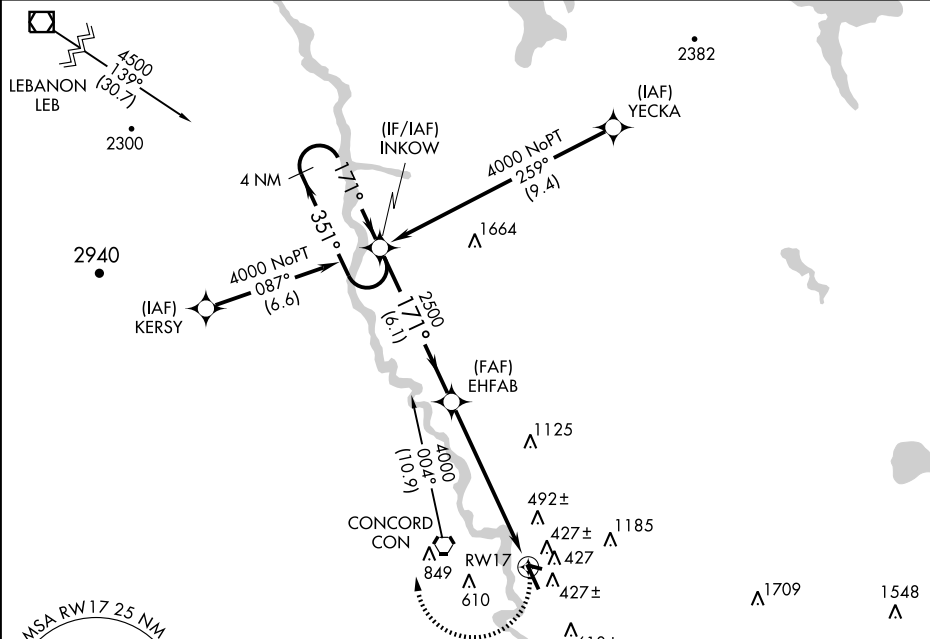 4500
139°
(30.7)
LEBANON
LEB
2300
2382
(IAF)
YECKA
(IF/IAF)
INKOW
4000 NoPT
259°
(9.4)
4 NM
171°
351°
1664
2940
4000 NoPT
087°
(6.6)
(IAF)
KERSY
2500
171°
(6.1)
(FAF)
EHFAB
1125
4000
004°
(10.9)
492±
CONCORD
CON
427±
1185
RW17
427
849
610
427±
1709
1548
MSA RW17 25 NM